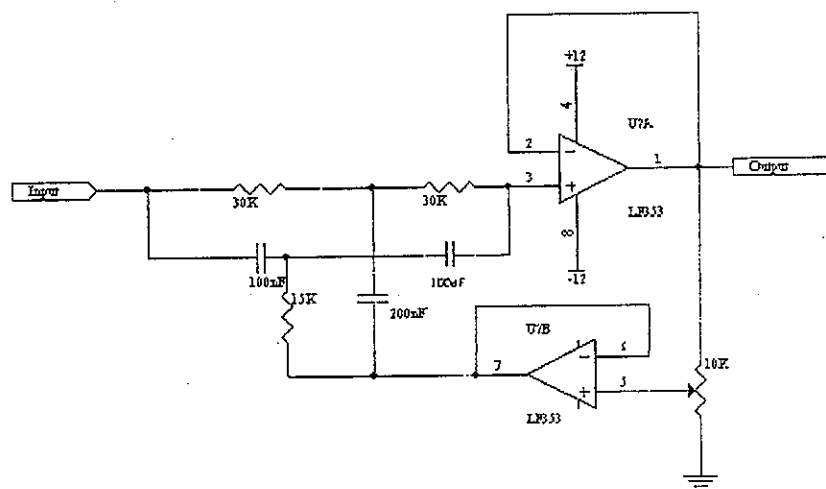 +12
4
U?A
2
1
Input
Output
30K
30K
3
LF353
8
-12
100nF
100nF
15K
200nF
U?B
7
6
5
10K
LF353